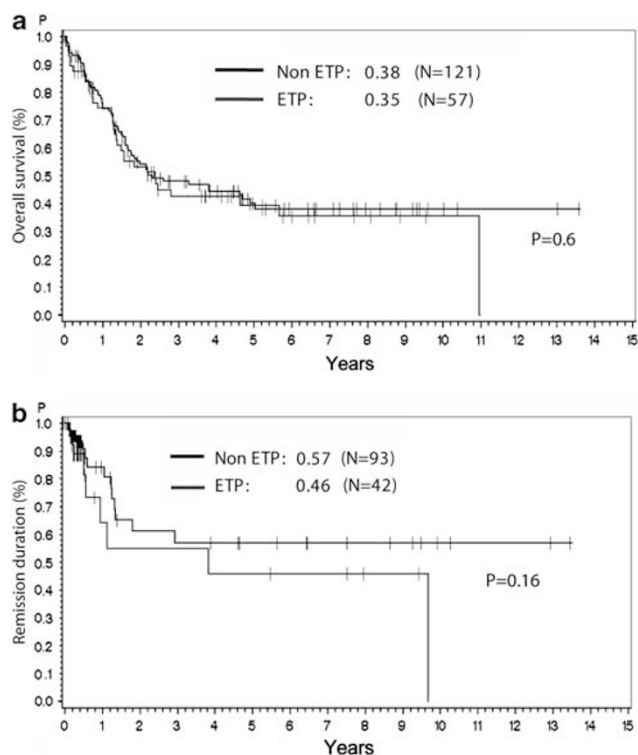 a
P
1.0
0.9
0.8
0.7
0.6
0.5
0.4
0.3
0.2
0.1
0.0
Overall survival (%)
Non ETP: 0.38 (N=121)
ETP: 0.35 (N=57)
P=0.6
0 1 2 3 4 5 6 7 8 9 10 11 12 13 14 15
Years
b
P
1.0
0.9
0.8
0.7
0.6
0.5
0.4
0.3
0.2
0.1
0.0
Remission duration (%)
Non ETP: 0.57 (N=93)
ETP: 0.46 (N=42)
P=0.16
0 1 2 3 4 5 6 7 8 9 10 11 12 13 14 15
Years